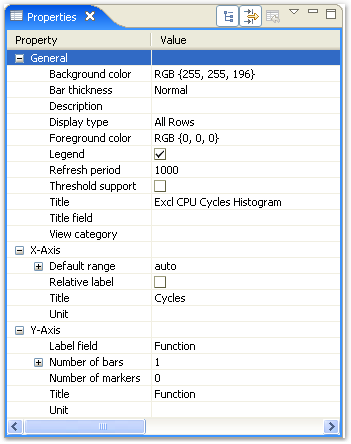 Properties
Property Value
General
Background color RGB {255, 255, 196}
Bar thickness Normal
Description
Display type All Rows
Foreground color RGB {0, 0, 0}
Legend
Refresh period 1000
Threshold support
Title Excl CPU Cycles Histogram
Title field
View category
X-Axis
Default range auto
Relative label
Title Cycles
Unit
Y-Axis
Label field Function
Number of bars 1
Number of markers 0
Title Function
Unit